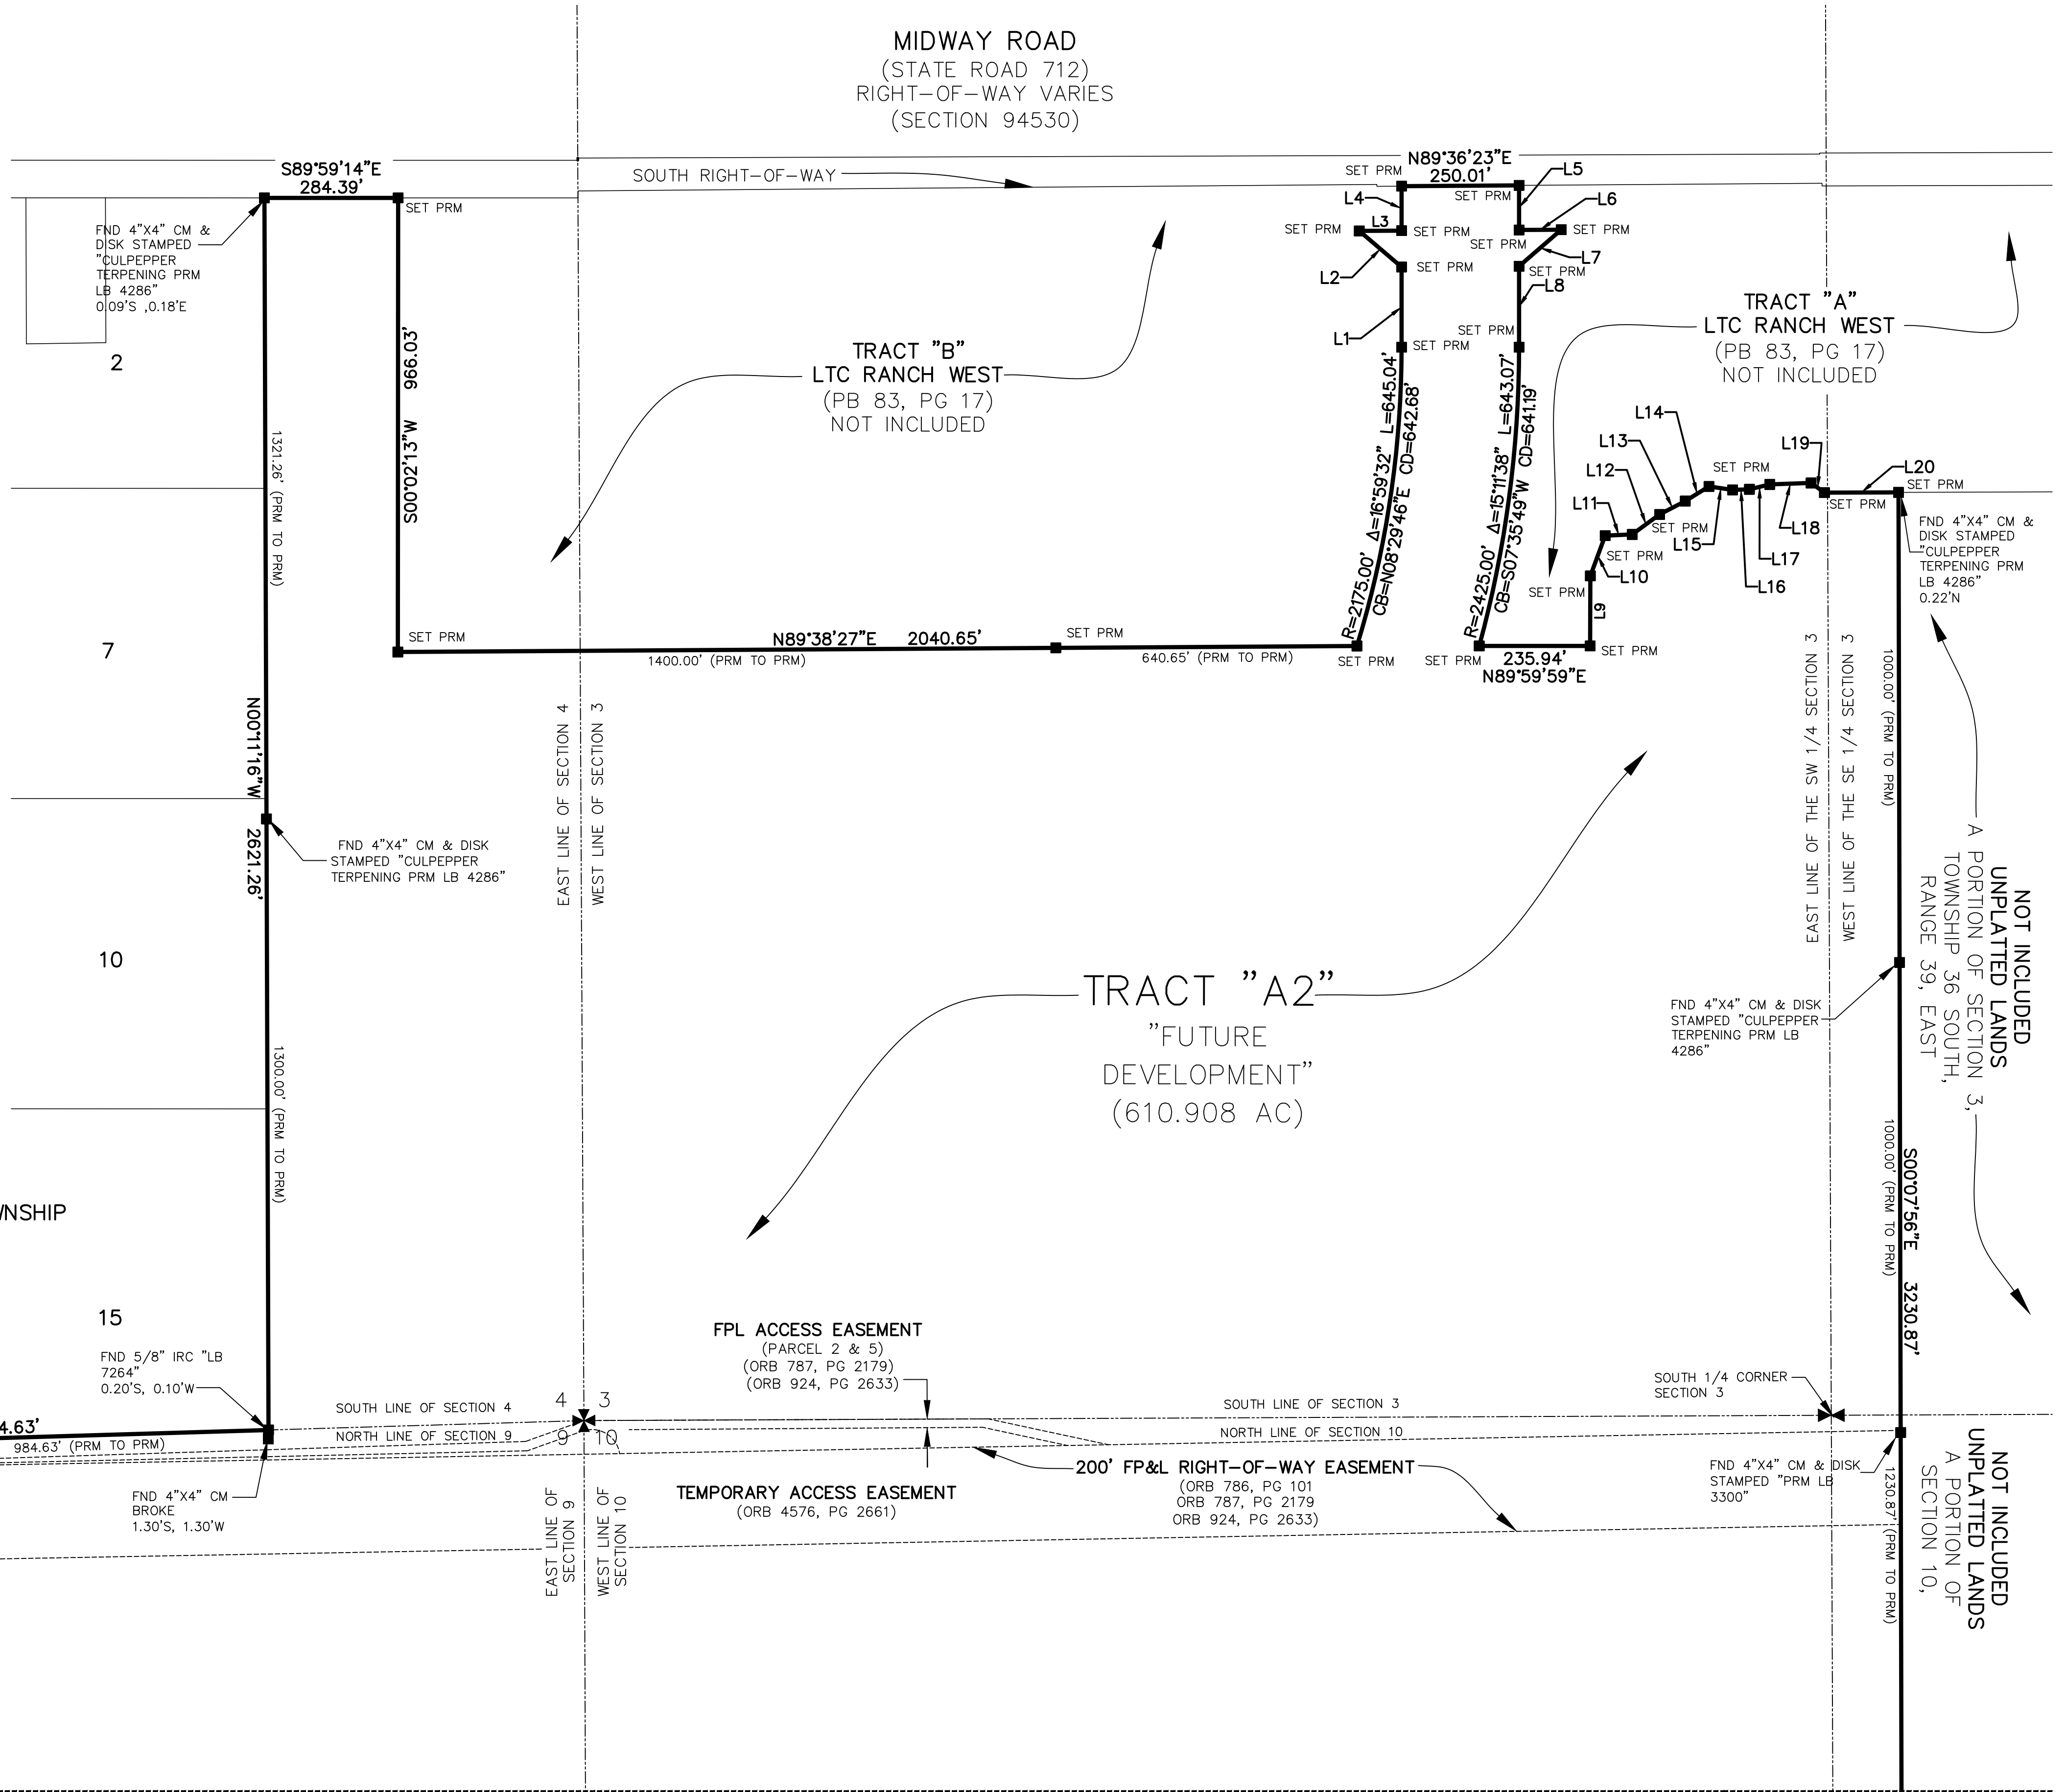 MIDWAY ROAD
(STATE ROAD 712)
RIGHT-OF-WAY VARIES
(SECTION 94530)
S89°59'14"E
284.39'
SET PRM
SOUTH RIGHT-OF-WAY
SET PRM
N89°36'23"E
250.01'
SET PRM
L5
L4
L6
L3
SET PRM
SET PRM
SET PRM
SET PRM
L7
L2
SET PRM
SET PRM
L8
L1
SET PRM
SET PRM
FND 4"X4" CM &
DISK STAMPED
"CULPEPPER
TERPENING PRM
LB 4286"
0.09'S ,0.18'E
2
7
10
15
WNSHIP
1321.26' (PRM TO PRM)
S00°02'13"W 966.03'
TRACT "B"
LTC RANCH WEST
(PB 83, PG 17)
NOT INCLUDED
TRACT "A"
LTC RANCH WEST
(PB 83, PG 17)
NOT INCLUDED
R=2175.00' Δ=16°59'32" L=645.04'
CB=N08°29'46"E CD=642.68'
R=2425.00' Δ=15°11'38" L=643.07'
CB=S07°35'49"W CD=641.19'
L14
L13
L12
L11
L19
L20
SET PRM
SET PRM
SET PRM
SET PRM
L15
L18
L17
L16
SET PRM
L10
SET PRM
L9
FND 4"X4" CM &
DISK STAMPED
"CULPEPPER
TERPENING PRM
LB 4286"
0.22'N
SET PRM
N89°38'27"E 2040.65'
SET PRM
1400.00' (PRM TO PRM)
640.65' (PRM TO PRM)
SET PRM
SET PRM
235.94'
N89°59'59"E
SET PRM
N00°11'16"W 2621.26'
EAST LINE OF SECTION 4
WEST LINE OF SECTION 3
EAST LINE OF THE SW 1/4 SECTION 3
WEST LINE OF THE SE 1/4 SECTION 3
1000.00' (PRM TO PRM)
FND 4"X4" CM & DISK
STAMPED "CULPEPPER
TERPENING PRM LB 4286"
NOT INCLUDED
UNPLATTED LANDS
A PORTION OF SECTION 3,
TOWNSHIP 36 SOUTH,
RANGE 39, EAST
TRACT "A2"
"FUTURE
DEVELOPMENT"
(610.908 AC)
FND 4"X4" CM & DISK
STAMPED "CULPEPPER
TERPENING PRM LB
4286"
1300.00' (PRM TO PRM)
1000.00' (PRM TO PRM)
S00°07'56"E 3230.87'
FND 5/8" IRC "LB
7264"
0.20'S, 0.10'W
4.63'
984.63' (PRM TO PRM)
FND 4"X4" CM
BROKE
1.30'S, 1.30'W
SOUTH LINE OF SECTION 4
NORTH LINE OF SECTION 9
4 3
9 10
FPL ACCESS EASEMENT
(PARCEL 2 & 5)
(ORB 787, PG 2179)
(ORB 924, PG 2633)
SOUTH LINE OF SECTION 3
NORTH LINE OF SECTION 10
SOUTH 1/4 CORNER
SECTION 3
TEMPORARY ACCESS EASEMENT
(ORB 4576, PG 2661)
200' FP&L RIGHT-OF-WAY EASEMENT
(ORB 786, PG 101
ORB 787, PG 2179
ORB 924, PG 2633)
FND 4"X4" CM & DISK
STAMPED "PRM LB
3300"
EAST LINE OF
SECTION 9
WEST LINE OF
SECTION 10
1230.87' (PRM TO PRM)
NOT INCLUDED
UNPLATTED LANDS
A PORTION OF
SECTION 10,